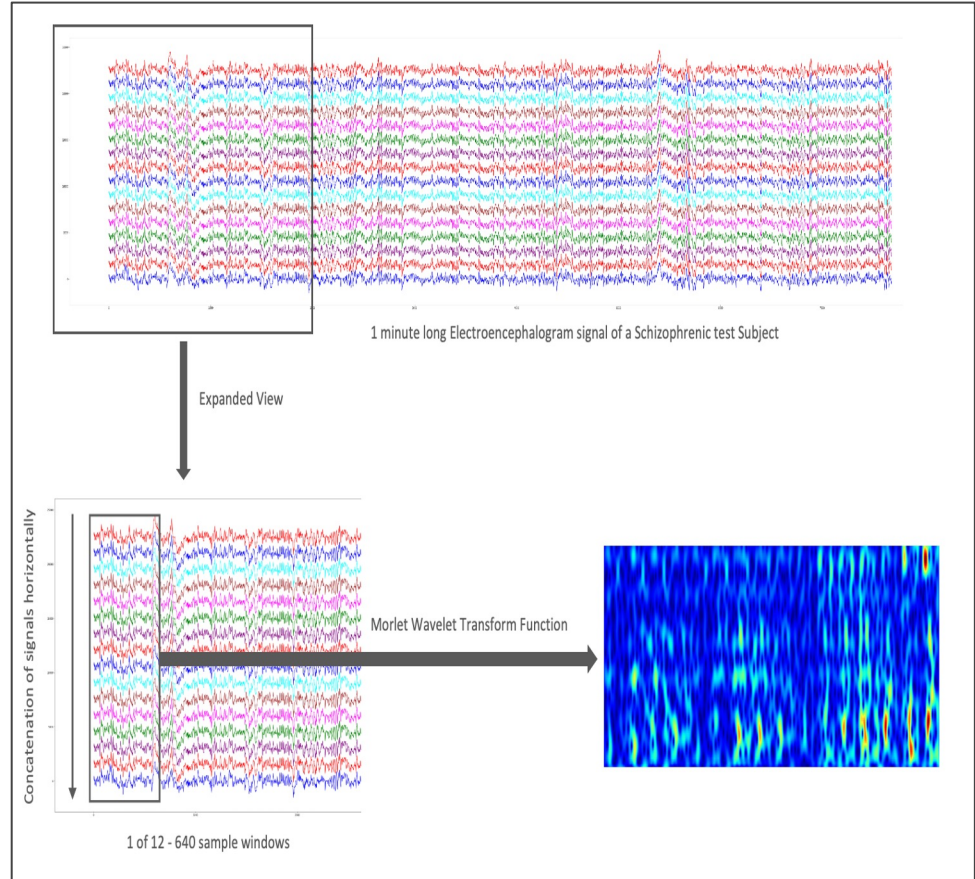 1 minute long Electroencephalogram signal of a Schizophrenic test Subject
Expanded View
Concatenation of signals horizontally
Morlet Wavelet Transform Function
1 of 12 - 640 sample windows